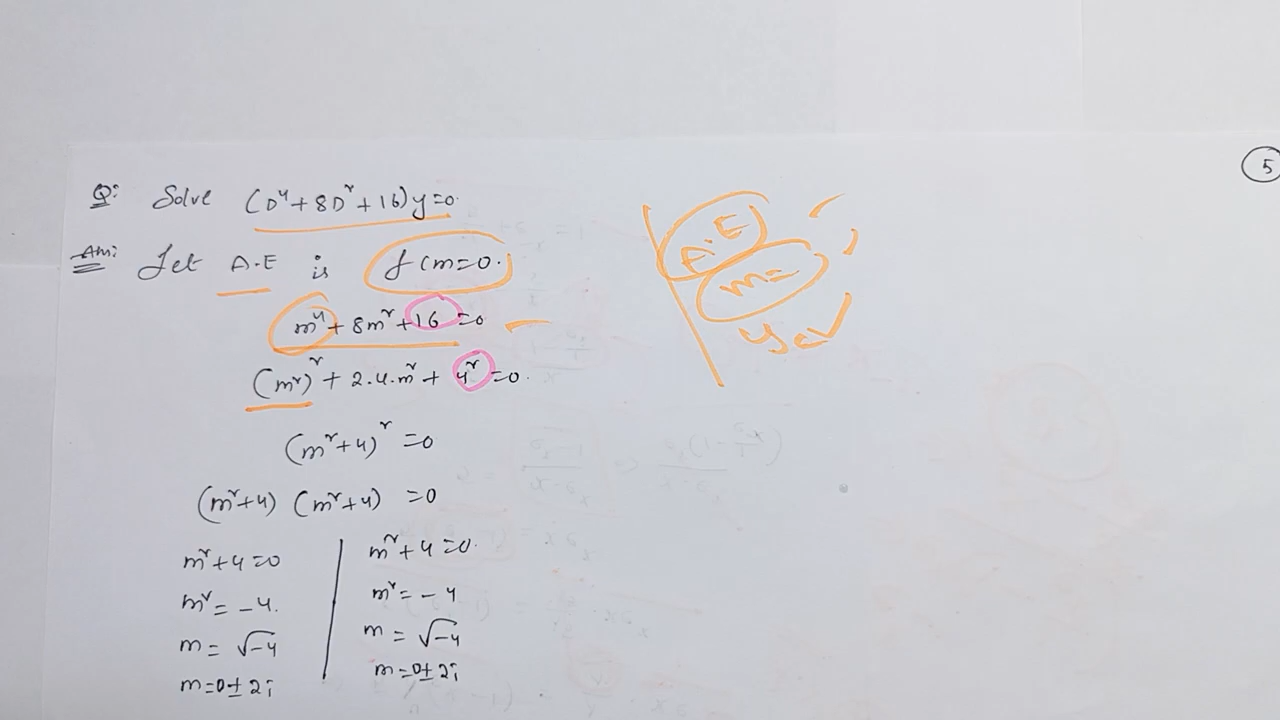 5
Q: Solve (D⁴+8D²+16)y=0.
Ans: Let A.E is f(m=0.
m⁴+8m²+16=0
(m²)²+2.4.m²+4²=0.
(m²+4)²=0
(m²+4) (m²+4) =0
m²+4=0
m²=-4.
m=√-4
m=0±2i
m²+4=0.
m²=-4
m=√-4
m=0±2i
A.E
m=